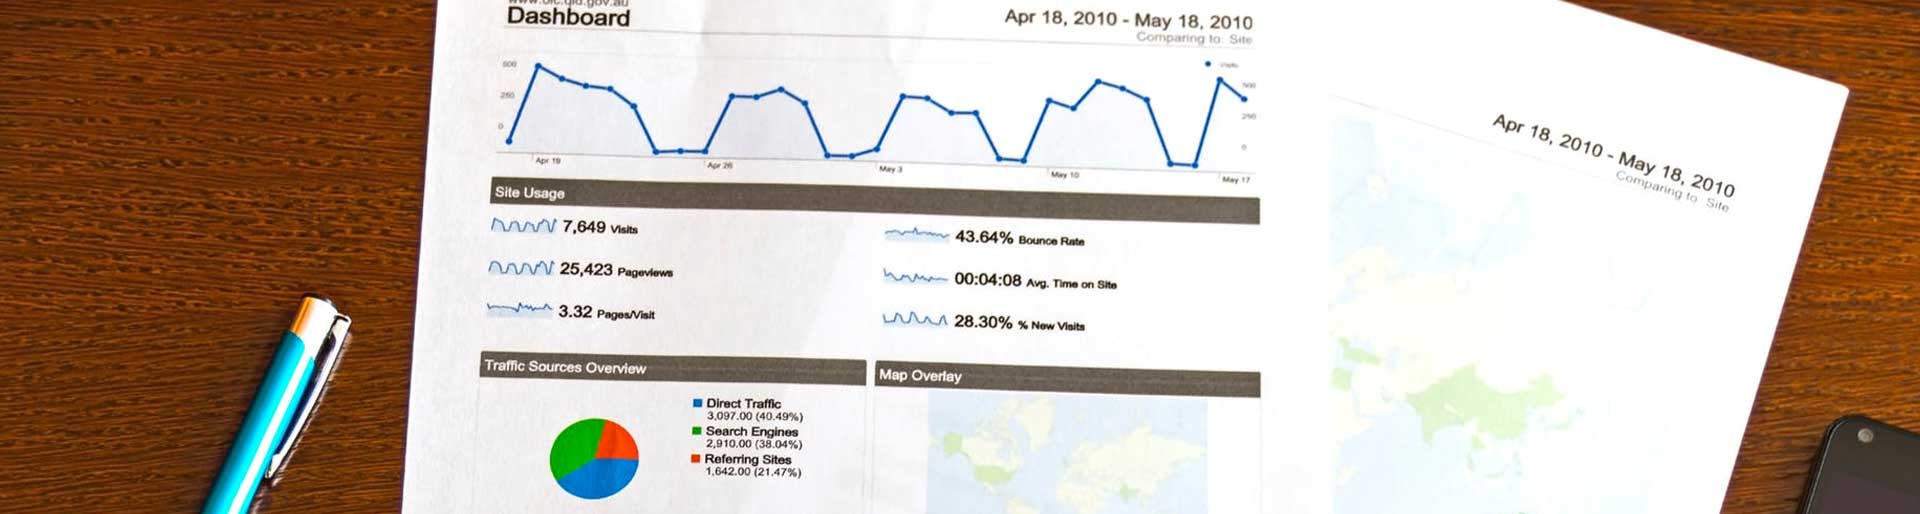 www.oic.qld.gov.au
Dashboard
Apr 18, 2010 - May 18, 2010
Comparing to: Site
Visits
500
250
0
500
250
0
Apr 19
Apr 26
May 3
May 10
May 17
Site Usage
7,649 Visits
43.64% Bounce Rate
25,423 Pageviews
00:04:08 Avg. Time on Site
3.32 Pages/Visit
28.30% % New Visits
Traffic Sources Overview
Map Overlay
Direct Traffic
3,097.00 (40.49%)
Search Engines
2,910.00 (38.04%)
Referring Sites
1,642.00 (21.47%)
Apr 18, 2010 - May 18, 2010
Comparing to: Site